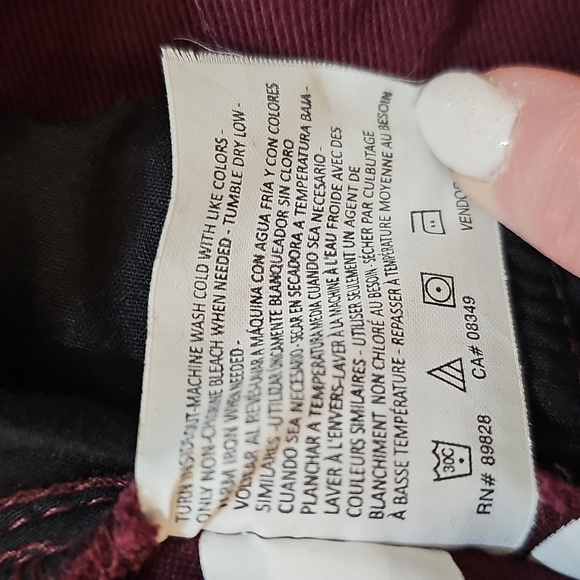 TURN INSIDE-OUT-MACHINE WASH COLD WITH LIKE COLORS -
ONLY NON-CHLORINE BLEACH WHEN NEEDED - TUMBLE DRY LOW -
WARM IRON WHEN NEEDED -
VOLTEAR AL REVES-LAVAR A MÁQUINA CON AGUA FRÍA Y CON COLORES
SIMILARES -UTILIZAR ÚNICAMENTE BLANQUEADOR SIN CLORO
CUANDO SEA NECESARIO- SECAR EN SECADORA A TEMPERATURA BAJA-
PLANCHAR A TEMPERATURA MEDIA CUANDO SEA NECESARIO-
LAVER À L'ENVERS-LAVER À LA MACHINE À L'EAU FROIDE AVEC DES
COULEURS SIMILAIRES - UTILISER SEULEMENT UN AGENT DE
BLANCHIMENT NON CHLORÉ AU BESOIN- SÉCHER PAR CULBUTAGE
À BASSE TEMPÉRATURE - REPASSER À TEMPÉRATURE MOYENNE AU BESOIN
30C
RN# 89828 CA# 08349